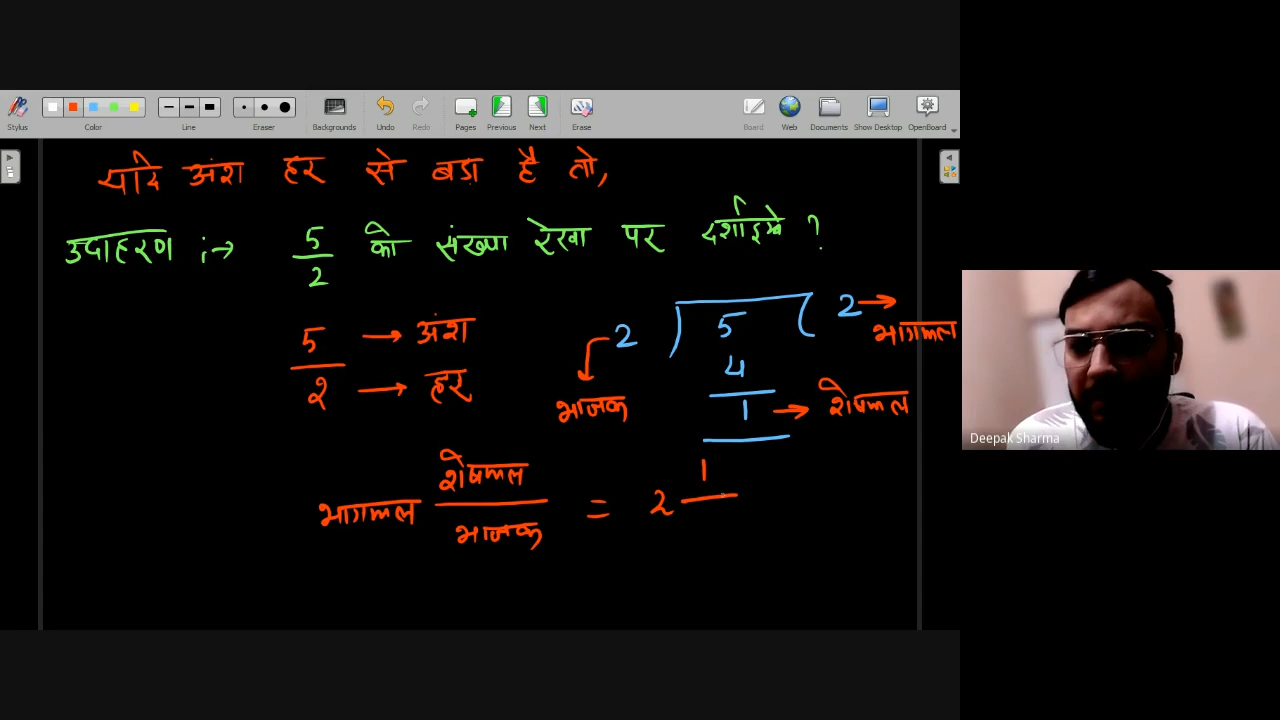 Stylus Color Line Eraser Backgrounds Undo Redo Pages Previous Next Erase Board Web Documents Show Desktop OpenBoard
यदि अंश हर से बड़ा है तो,
उदाहरण :→ 5/2 को संख्या रेखा पर दर्शाइये ?
5 → अंश
2 → हर
2 ) 5 ( 2 → भागफल
4
भाजक
1 → शेषफल
भागफल शेषफल/भाजक = 2 1/
Deepak Sharma